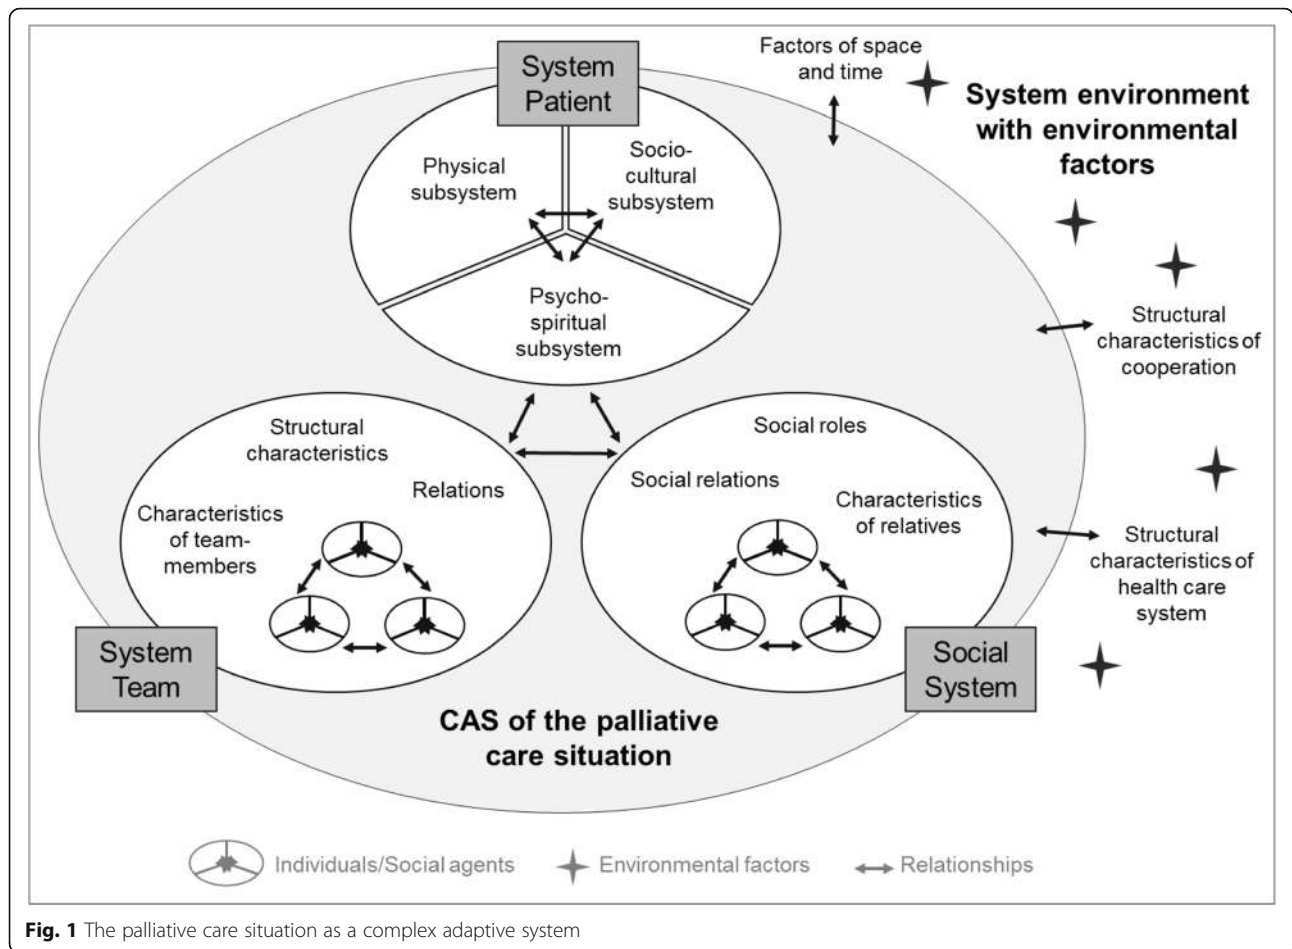 System
Patient
Factors of space
and time
System environment
with environmental
factors
Physical
subsystem
Socio-
cultural
subsystem
Psycho-
spiritual
subsystem
Structural
characteristics of
cooperation
Structural
characteristics
Relations
Characteristics
of team-
members
Social roles
Social relations
Characteristics
of relatives
Structural
characteristics of
health care
system
System
Team
Social
System
CAS of the palliative
care situation
Individuals/Social agents
Environmental factors
Relationships
Fig. 1 The palliative care situation as a complex adaptive system